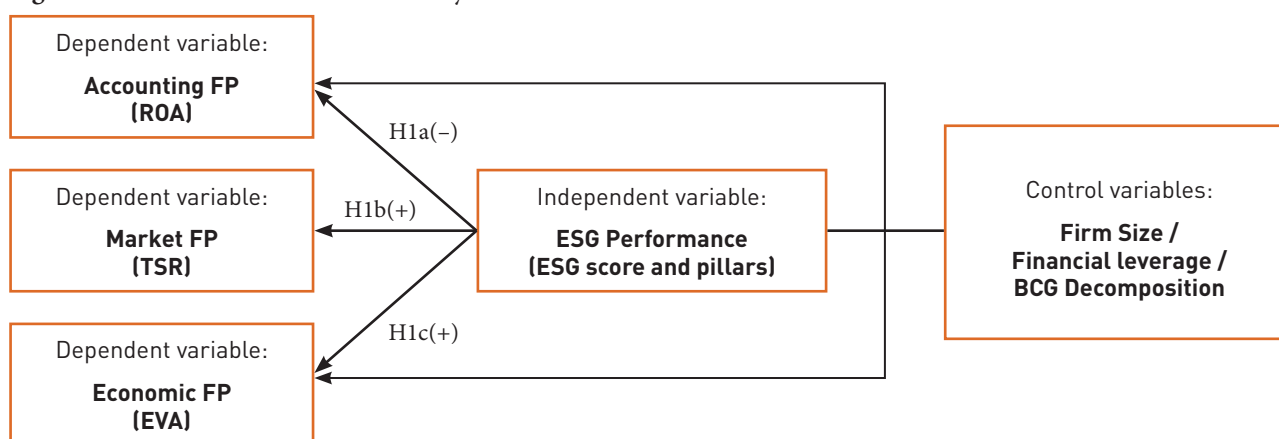 Dependent variable:
Accounting FP
(ROA)
H1a(–)
Dependent variable:
Market FP
(TSR)
H1b(+)
Independent variable:
ESG Performance
(ESG score and pillars)
Control variables:
Firm Size /
Financial leverage /
BCG Decomposition
H1c(+)
Dependent variable:
Economic FP
(EVA)